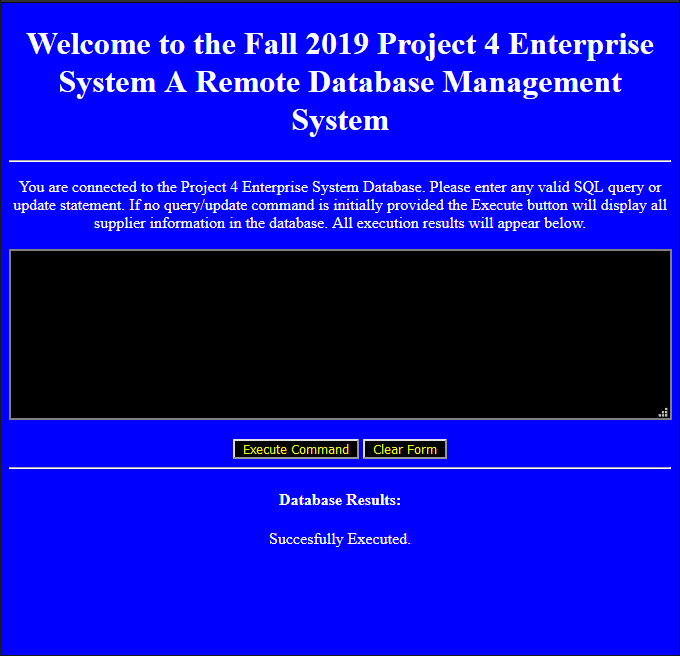 Welcome to the Fall 2019 Project 4 Enterprise
System A Remote Database Management
System
You are connected to the Project 4 Enterprise System Database. Please enter any valid SQL query or
update statement. If no query/update command is initially provided the Execute button will display all
supplier information in the database. All execution results will appear below.
Execute Command Clear Form
Database Results:
Succesfully Executed.